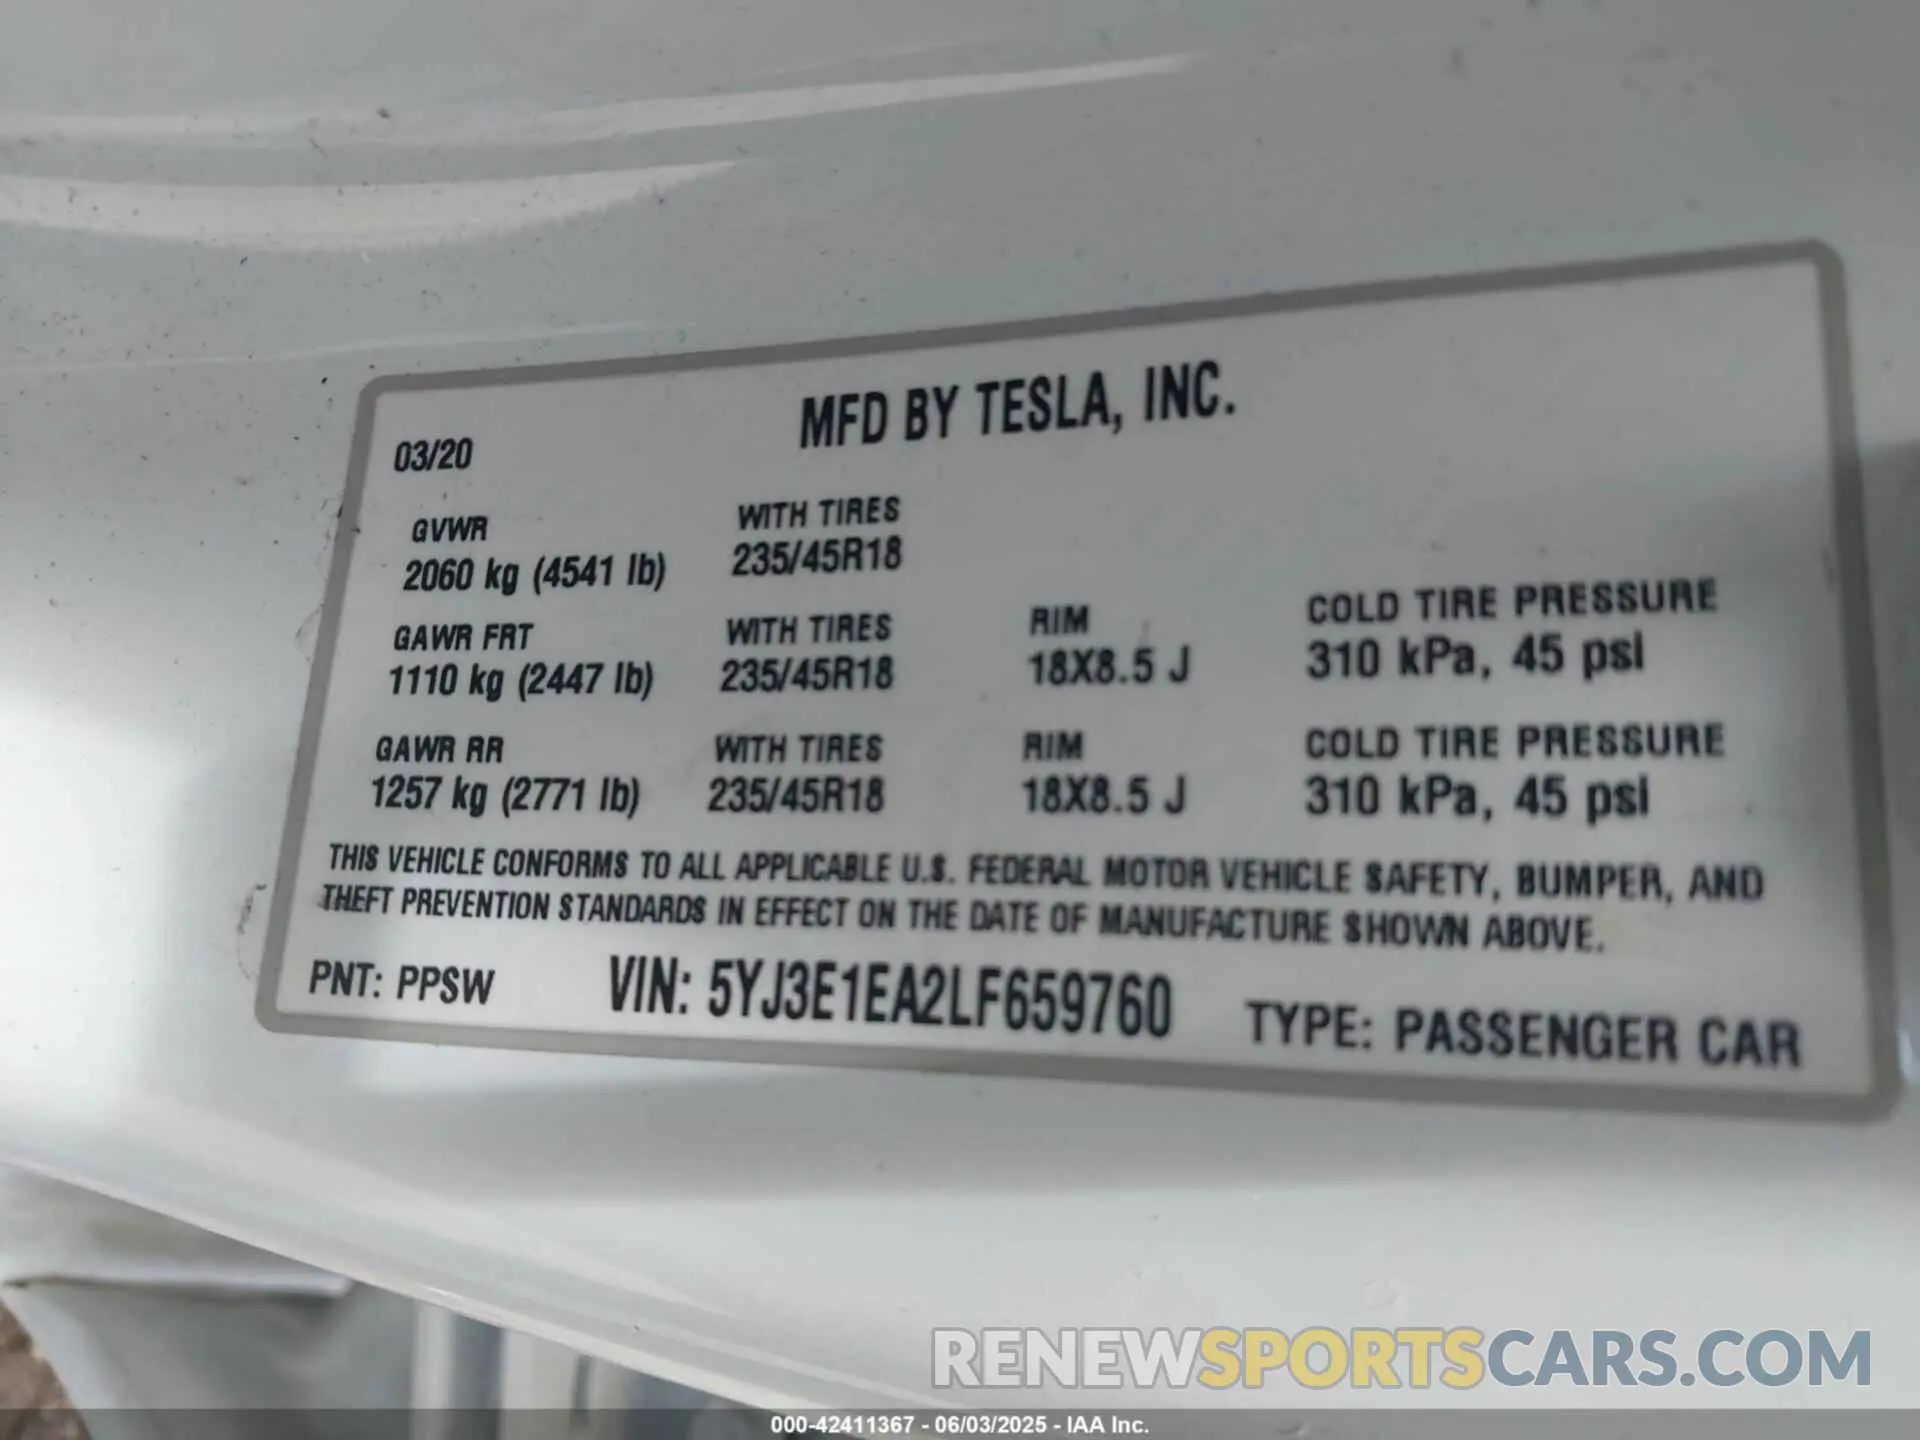 MFD BY TESLA, INC.
03/20
GVWR WITH TIRES
2060 kg (4541 lb) 235/45R18
GAWR FRT WITH TIRES RIM COLD TIRE PRESSURE
1110 kg (2447 lb) 235/45R18 18X8.5 J 310 kPa, 45 psi
GAWR RR WITH TIRES RIM COLD TIRE PRESSURE
1257 kg (2771 lb) 235/45R18 18X8.5 J 310 kPa, 45 psi
THIS VEHICLE CONFORMS TO ALL APPLICABLE U.S. FEDERAL MOTOR VEHICLE SAFETY, BUMPER, AND
THEFT PREVENTION STANDARDS IN EFFECT ON THE DATE OF MANUFACTURE SHOWN ABOVE.
PNT: PPSW VIN: 5YJ3E1EA2LF659760 TYPE: PASSENGER CAR
RENEWSPORTSCARS.COM
000-42411367 - 06/03/2025 - IAA Inc.